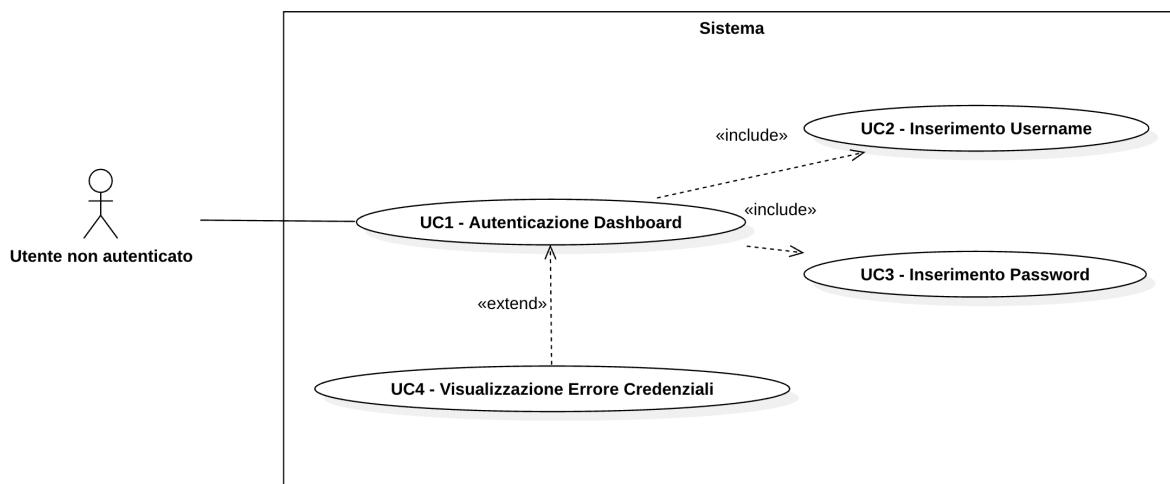 Sistema
«include»
UC2 - Inserimento Username
UC1 - Autenticazione Dashboard
«include»
Utente non autenticato
UC3 - Inserimento Password
«extend»
UC4 - Visualizzazione Errore Credenziali